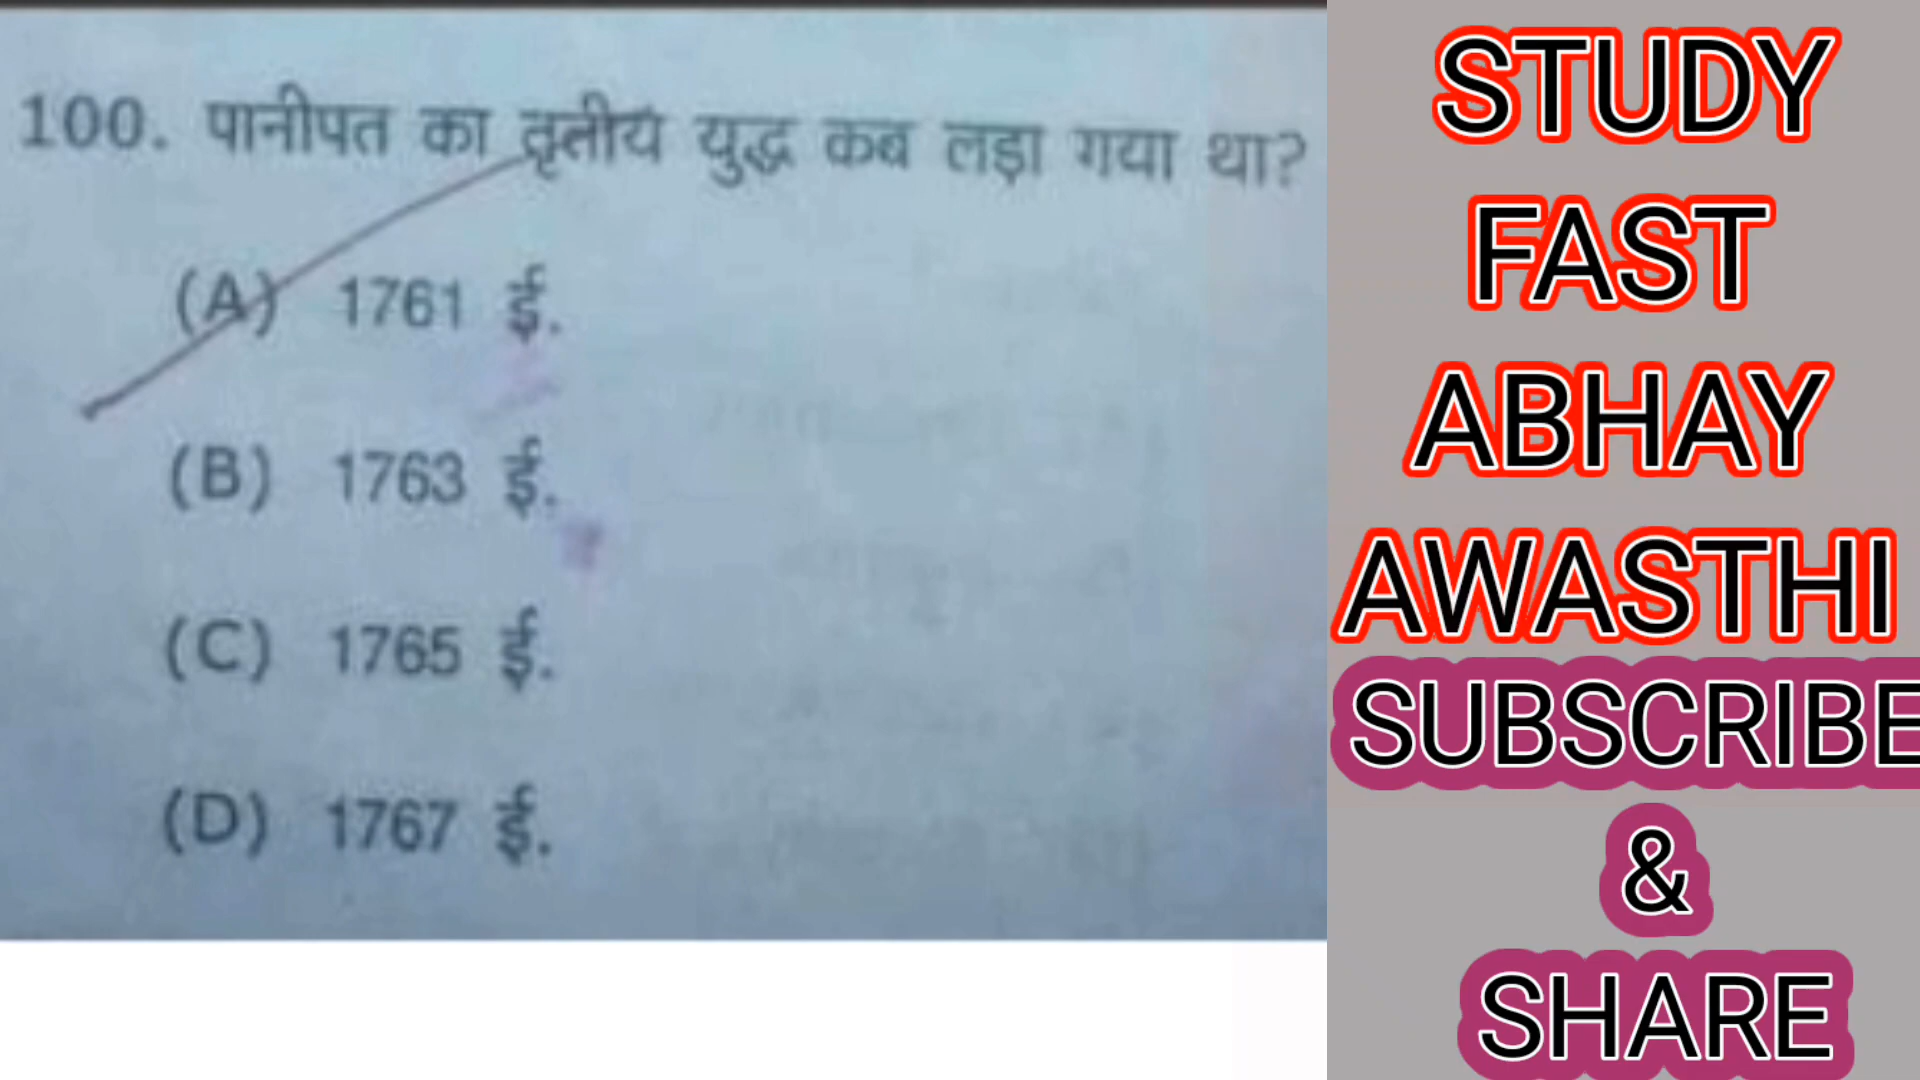 100. पानीपत का तृतीय युद्ध कब लड़ा गया था?
(A) 1761 ई.
(B) 1763 ई.
(C) 1765 ई.
(D) 1767 ई.
STUDY
FAST
ABHAY
AWASTHI
SUBSCRIBE
&
SHARE